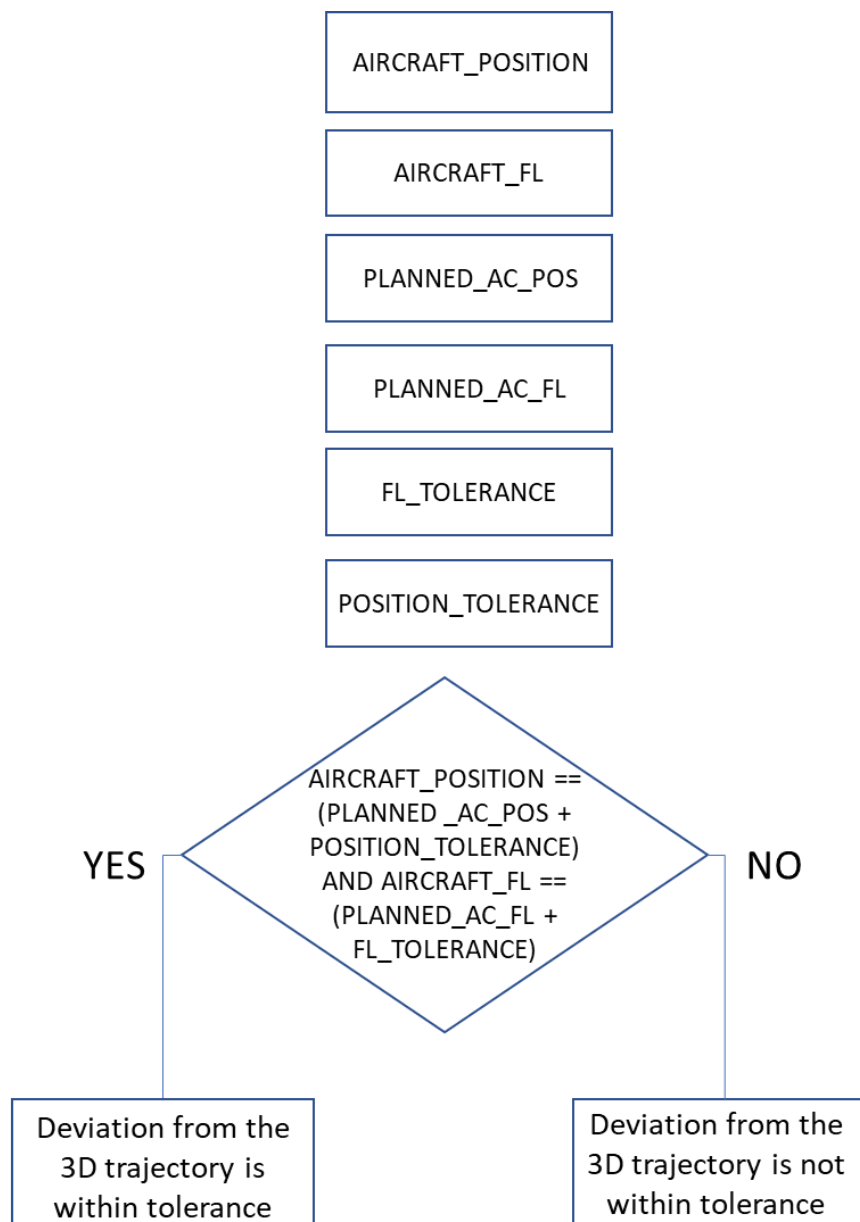 AIRCRAFT_POSITION
AIRCRAFT_FL
PLANNED_AC_POS
PLANNED_AC_FL
FL_TOLERANCE
POSITION_TOLERANCE
AIRCRAFT_POSITION ==
(PLANNED _AC_POS +
POSITION_TOLERANCE)
AND AIRCRAFT_FL ==
(PLANNED_AC_FL +
FL_TOLERANCE)
YES
NO
Deviation from the
3D trajectory is
within tolerance
Deviation from the
3D trajectory is not
within tolerance